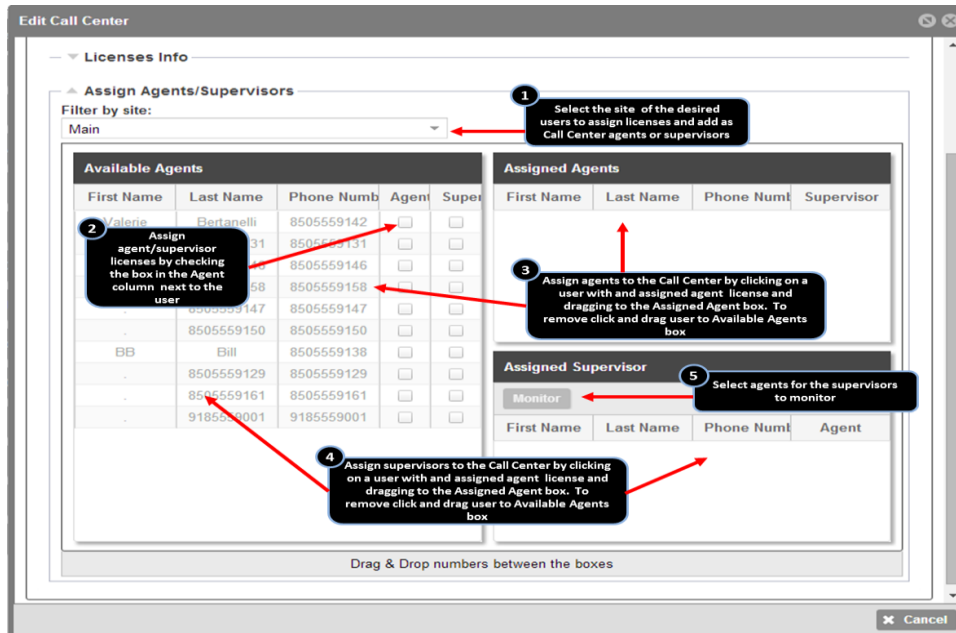 Edit Call Center
Licenses Info
Assign Agents/Supervisors
Filter by site:
Main
1
Select the site of the desired
users to assign licenses and add as
Call Center agents or supervisors
Available Agents
First Name Last Name Phone Numb Agent Super
Valerie Bertanelli 8505559142
31 8505559131
8505559146
58 8505559158
. 8505559147 8505559147
8505559150 8505559150
BB Bill 8505559138
. 8505559129 8505559129
. 8505559161 8505559161
. 9185559001 9185559001
2
Assign
agent/supervisor
licenses by checking
the box in the Agent
column next to the
user
Assigned Agents
First Name Last Name Phone Numb Supervisor
3
Assign agents to the Call Center by clicking on a
user with and assigned agent license and
dragging to the Assigned Agent box. To
remove click and drag user to Available Agents
box
Assigned Supervisor
Monitor
5
Select agents for the supervisors
to monitor
First Name Last Name Phone Numb Agent
4
Assign supervisors to the Call Center by clicking
on a user with and assigned agent license and
dragging to the Assigned Agent box. To
remove click and drag user to Available Agents
box
Drag & Drop numbers between the boxes
Cancel